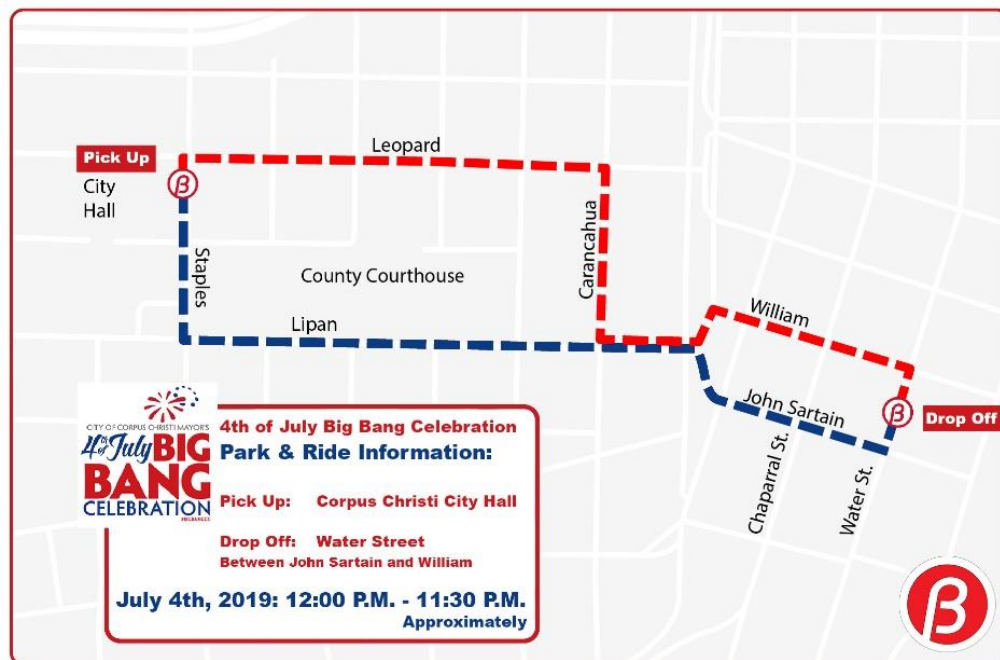 Leopard
Pick Up
β
City
Hall
Staples
County Courthouse
Carancahua
Lipan
William
John Sartain
β
Drop Off
Chaparral St.
Water St.
CITY OF CORPUS CHRISTI MAYOR'S
4th of July BIG
BANG
CELEBRATION
4th of July Big Bang Celebration
Park & Ride Information:
Pick Up: Corpus Christi City Hall
Drop Off: Water Street
Between John Sartain and William
July 4th, 2019: 12:00 P.M. - 11:30 P.M.
Approximately
β